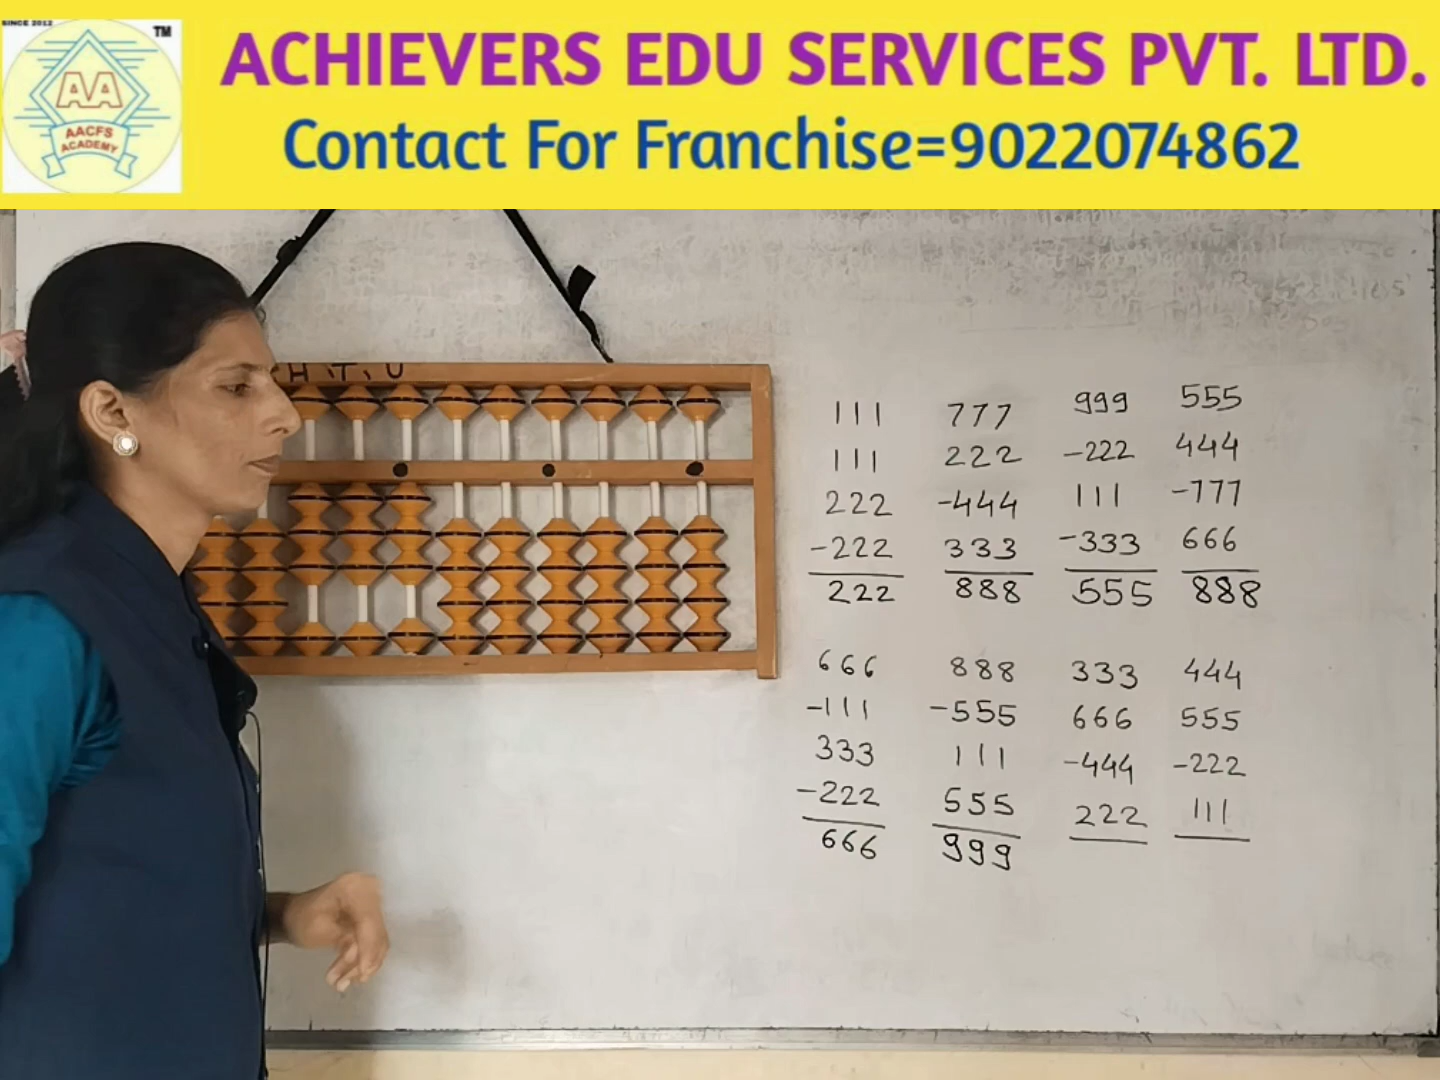 SINCE 2012
TM
AA
AACFS
ACADEMY
ACHIEVERS EDU SERVICES PVT. LTD.
Contact For Franchise=9022074862
H, T, U
111 777 999 555
111 222 -222 444
222 -444 111 -777
-222 333 -333 666
222 888 555 888
666 888 333 444
-111 -555 666 555
333 111 -444 -222
-222 555 222 111
666 999